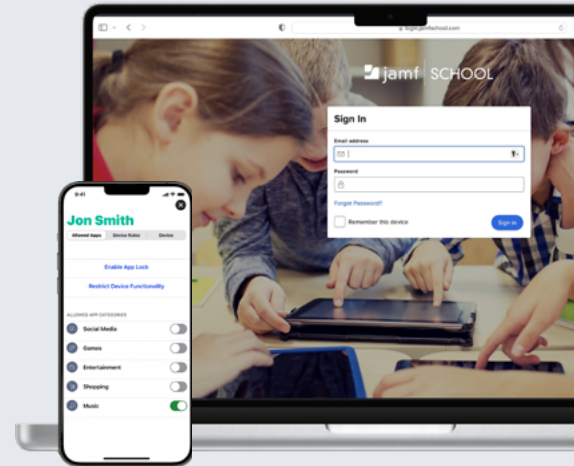 login.jamfschool.com
jamf SCHOOL
Sign In
Email address
Password
Forgot Password?
Remember this device
Sign in
9:41
Jon Smith
Allowed Apps
Device Rules
Device
Enable App Lock
Restrict Device Functionality
ALLOWED APP CATEGORIES
Social Media
Games
Entertainment
Shopping
Music